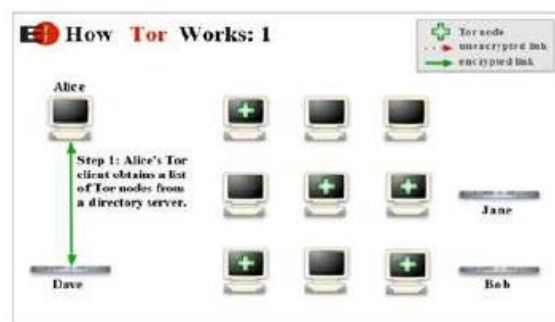 How Tor Works: 1
Tor node
unencrypted link
encrypted link
Alice
Step 1: Alice's Tor
client obtains a list
of Tor nodes from
a directory server.
Dave
Jane
Bob